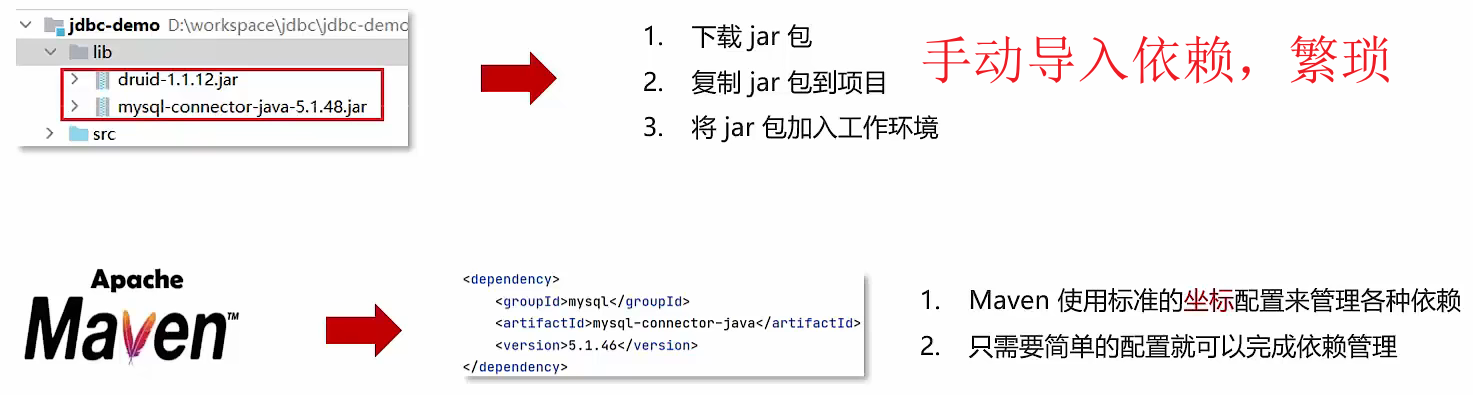 jdbc-demo D:\workspace\jdbc\jdbc-demo
lib
druid-1.1.12.jar
mysql-connector-java-5.1.48.jar
src
1. 下载 jar 包
2. 复制 jar 包到项目
3. 将 jar 包加入工作环境
手动导入依赖，繁琐
Apache
Maven™
<dependency>
<groupId>mysql</groupId>
<artifactId>mysql-connector-java</artifactId>
<version>5.1.46</version>
</dependency>
1. Maven 使用标准的坐标配置来管理各种依赖
2. 只需要简单的配置就可以完成依赖管理